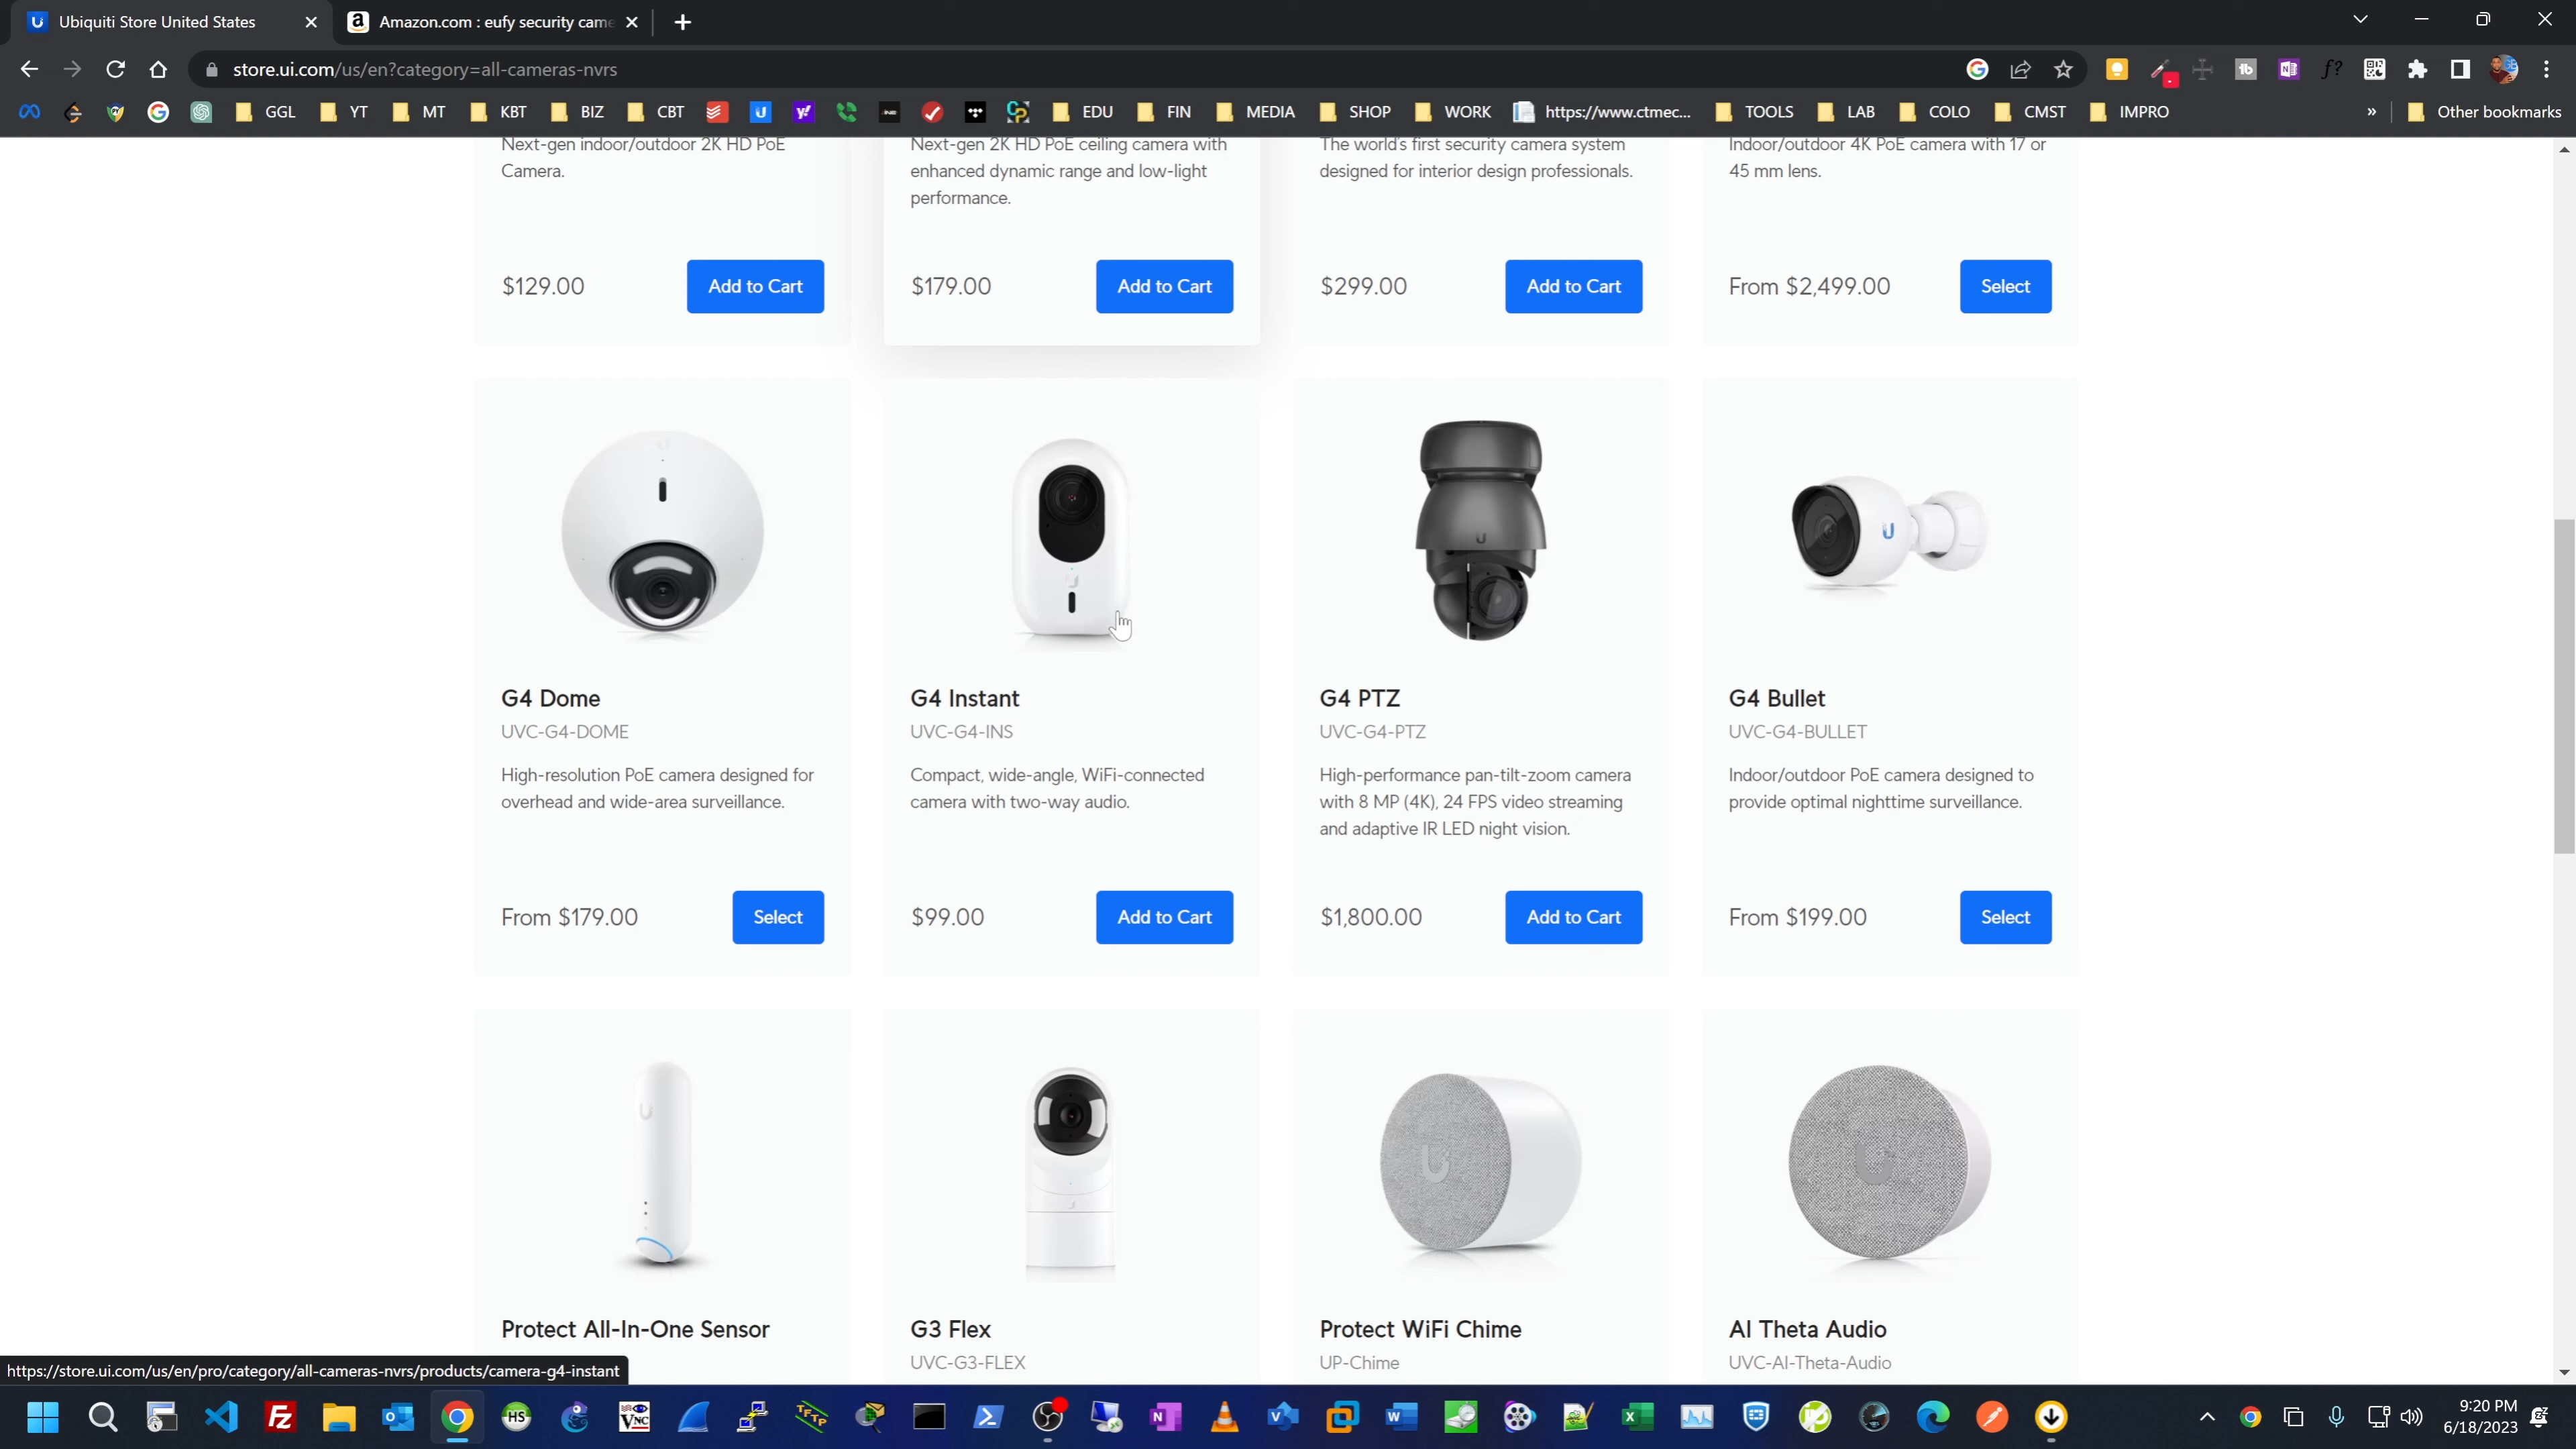 Ubiquiti Store United States
Amazon.com : eufy security came
store.ui.com/us/en?category=all-cameras-nvrs
GGL YT MT KBT BIZ CBT EDU FIN MEDIA SHOP WORK https://www.ctmec... TOOLS LAB COLO CMST IMPRO » Other bookmarks
Next-gen indoor/outdoor 2K HD PoE
Camera.
$129.00
Add to Cart
Next-gen 2K HD PoE ceiling camera with
enhanced dynamic range and low-light
performance.
$179.00
Add to Cart
The world's first security camera system
designed for interior design professionals.
$299.00
Add to Cart
Indoor/outdoor 4K PoE camera with 17 or
45 mm lens.
From $2,499.00
Select
G4 Dome
UVC-G4-DOME
High-resolution PoE camera designed for
overhead and wide-area surveillance.
From $179.00
Select
G4 Instant
UVC-G4-INS
Compact, wide-angle, WiFi-connected
camera with two-way audio.
$99.00
Add to Cart
G4 PTZ
UVC-G4-PTZ
High-performance pan-tilt-zoom camera
with 8 MP (4K), 24 FPS video streaming
and adaptive IR LED night vision.
$1,800.00
Add to Cart
G4 Bullet
UVC-G4-BULLET
Indoor/outdoor PoE camera designed to
provide optimal nighttime surveillance.
From $199.00
Select
Protect All-In-One Sensor
G3 Flex
UVC-G3-FLEX
Protect WiFi Chime
UP-Chime
AI Theta Audio
UVC-AI-Theta-Audio
https://store.ui.com/us/en/pro/category/all-cameras-nvrs/products/camera-g4-instant
9:20 PM
6/18/2023